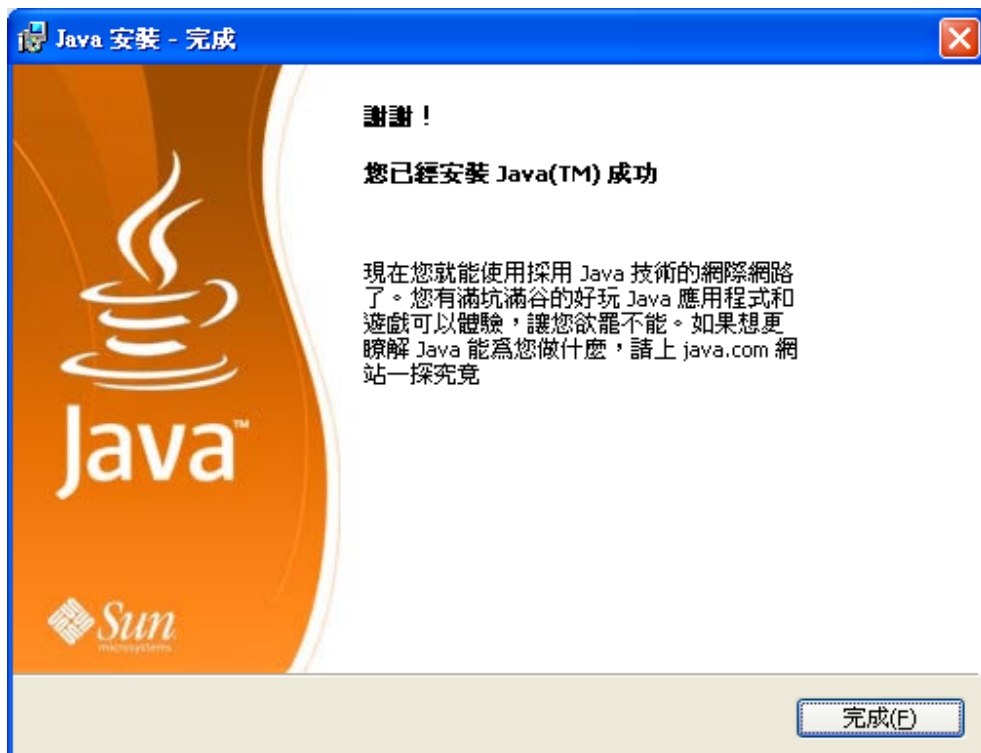 Java 安裝 - 完成
謝謝！
您已經安裝 Java(TM) 成功
現在您就能使用採用 Java 技術的網際網路
了。您有滿坑滿谷的好玩 Java 應用程式和
遊戲可以體驗，讓您欲罷不能。如果想更
瞭解 Java 能為您做什麼，請上 java.com 網
站一探究竟
Java™
Sun
microsystems
完成(F)